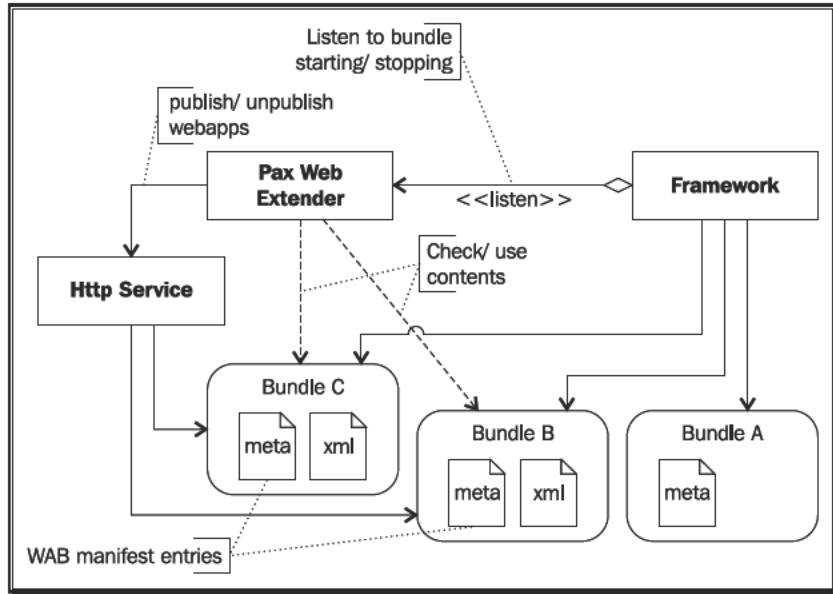 Listen to bundle
starting/ stopping
publish/ unpublish
webapps
Pax Web
Extender
<<listen>>
Framework
Check/ use
contents
Http Service
Bundle C
meta
xml
Bundle B
meta
xml
Bundle A
meta
WAB manifest entries